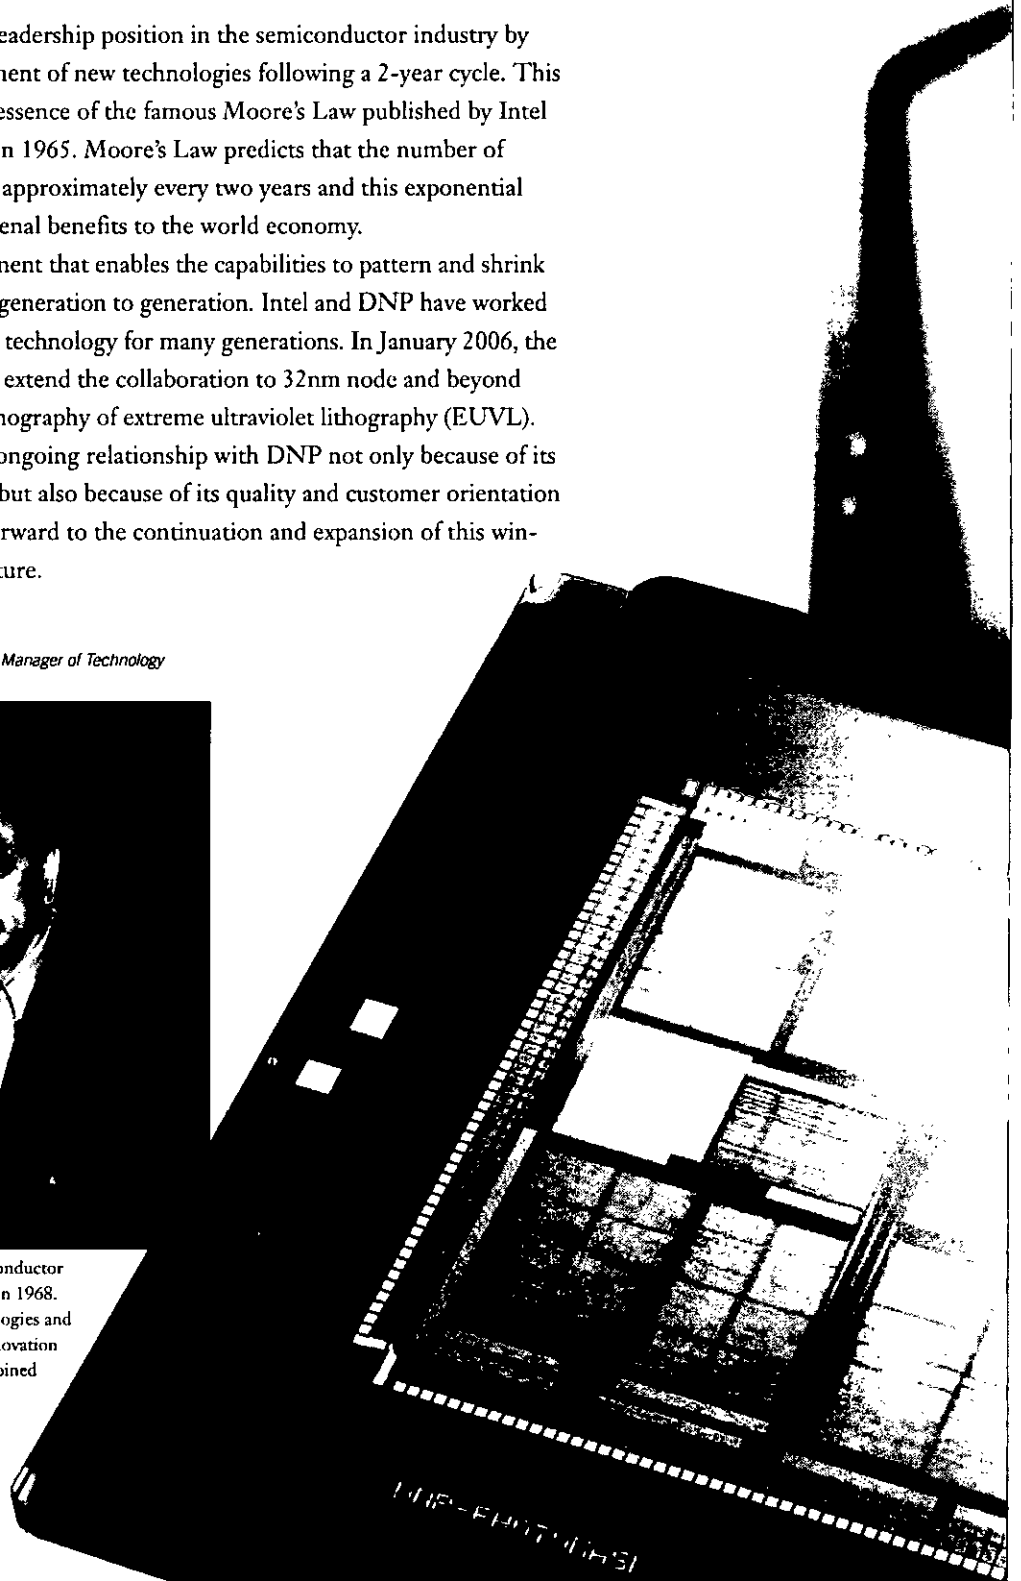 eadership position in the semiconductor industry by
nent of new technologies following a 2-year cycle. This
essence of the famous Moore's Law published by Intel
n 1965. Moore's Law predicts that the number of
approximately every two years and this exponential
enal benefits to the world economy.
nent that enables the capabilities to pattern and shrink
generation to generation. Intel and DNP have worked
technology for many generations. In January 2006, the
extend the collaboration to 32nm node and beyond
nography of extreme ultraviolet lithography (EUVL).
ongoing relationship with DNP not only because of its
but also because of its quality and customer orientation
rward to the continuation and expansion of this win-
ture.
Manager of Technology
onductor
n 1968.
ogies and
ovation
oined
DNP-PHOTOMASK